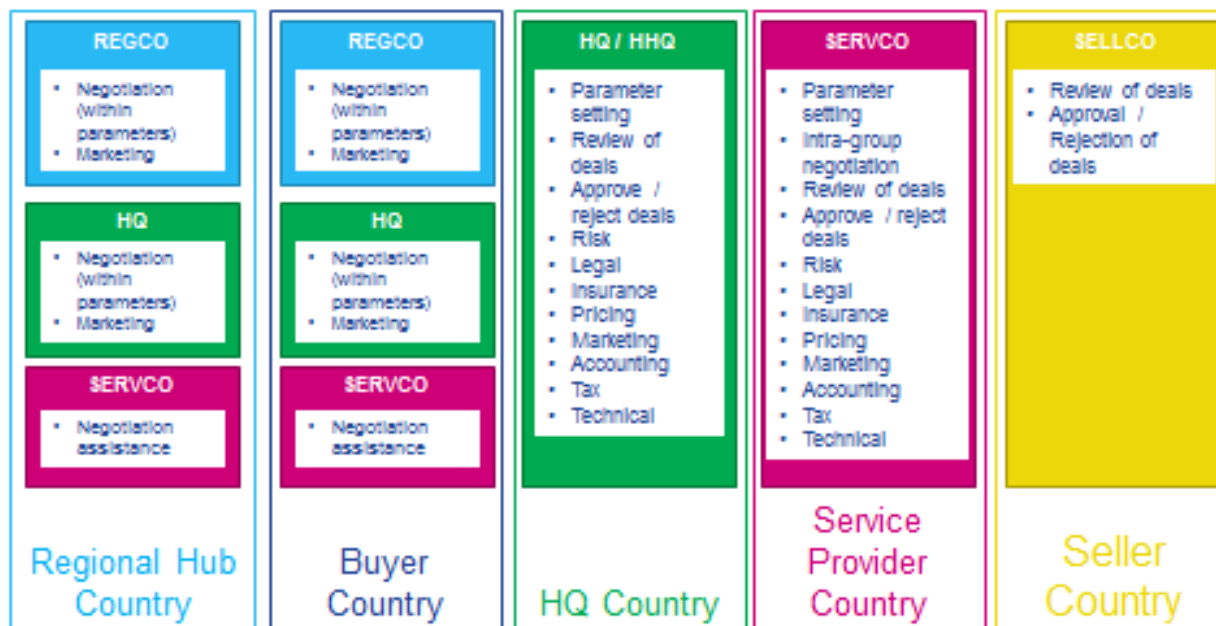 REGCO
• Negotiation
(within
parameters)
• Marketing
HQ
• Negotiation
(within
parameters)
• Marketing
SERVCO
• Negotiation
assistance
Regional Hub
Country
REGCO
• Negotiation
(within
parameters)
• Marketing
HQ
• Negotiation
(within
parameters)
• Marketing
SERVCO
• Negotiation
assistance
Buyer
Country
HQ / HHQ
• Parameter
setting
• Review of
deals
• Approve /
reject deals
• Risk
• Legal
• Insurance
• Pricing
• Marketing
• Accounting
• Tax
• Technical
HQ Country
SERVCO
• Parameter
setting
• Intra-group
negotiation
• Review of deals
• Approve / reject
deals
• Risk
• Legal
• Insurance
• Pricing
• Marketing
• Accounting
• Tax
• Technical
Service
Provider
Country
SELLCO
• Review of deals
• Approval /
Rejection of
deals
Seller
Country